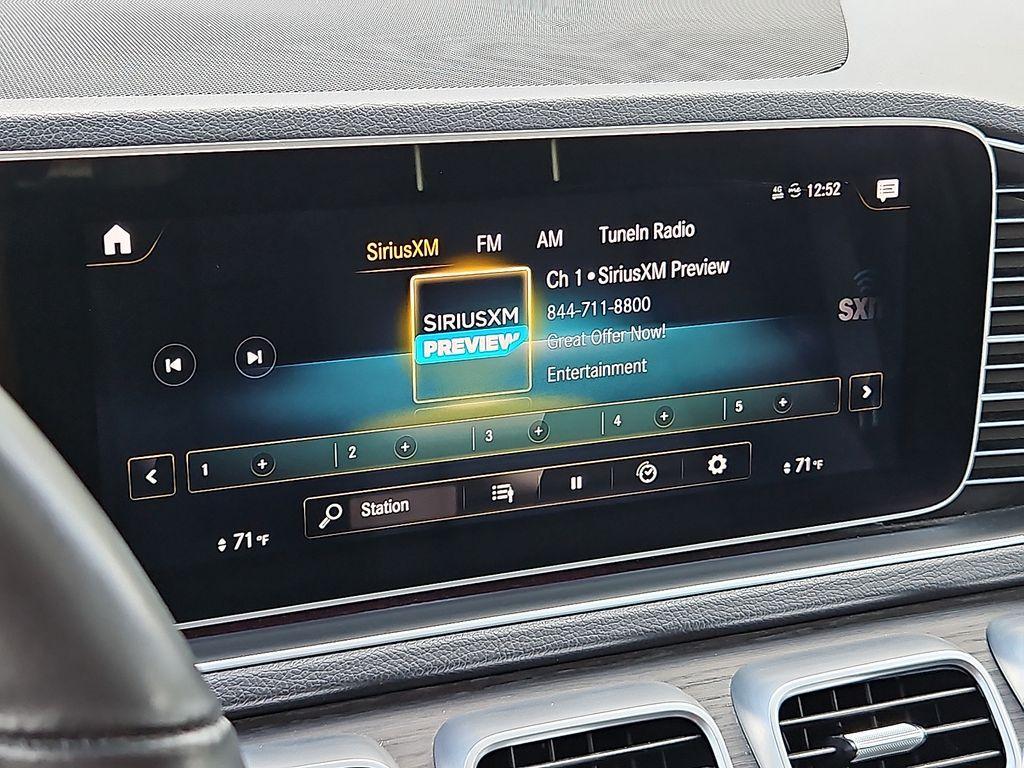 4G 12:52
SiriusXM FM AM TuneIn Radio
SIRIUSXM
PREVIEW
Ch 1 • SiriusXM Preview
844-711-8800
Great Offer Now!
Entertainment
1 + 2 + 3 + 4 + 5 +
Station
71°F
71°F